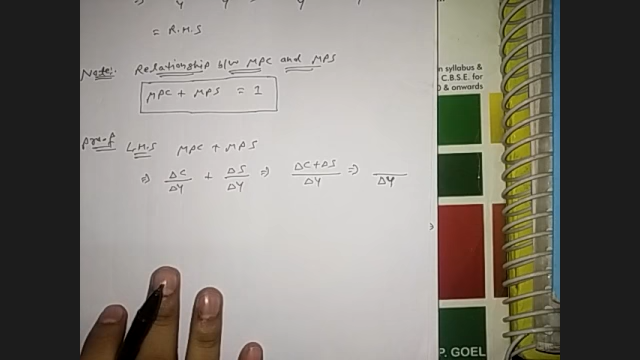 = R.H.S
Note:- Relationship b/w MPC and MPS
MPC + MPS = 1
Proof L.H.S MPC + MPS
⇒ ΔC/ΔY + ΔS/ΔY ⇒ ΔC+ΔS/ΔY ⇒ /ΔY
n syllabus &
C.B.S.E. for
0 & onwards
P. GOEL